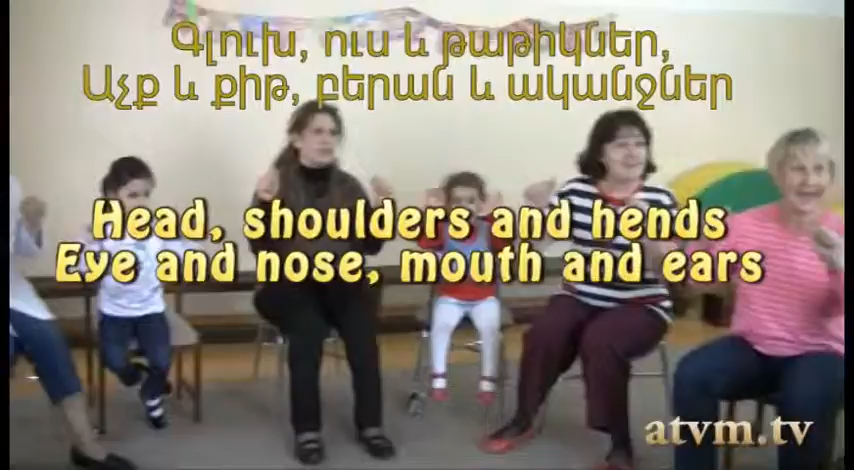 Գլուխ, ուս և թաթիկներ,
Աչք և քիթ, բերան և ականջներ
Head, shoulders and hends
Eye and nose, mouth and ears
atvm.tv